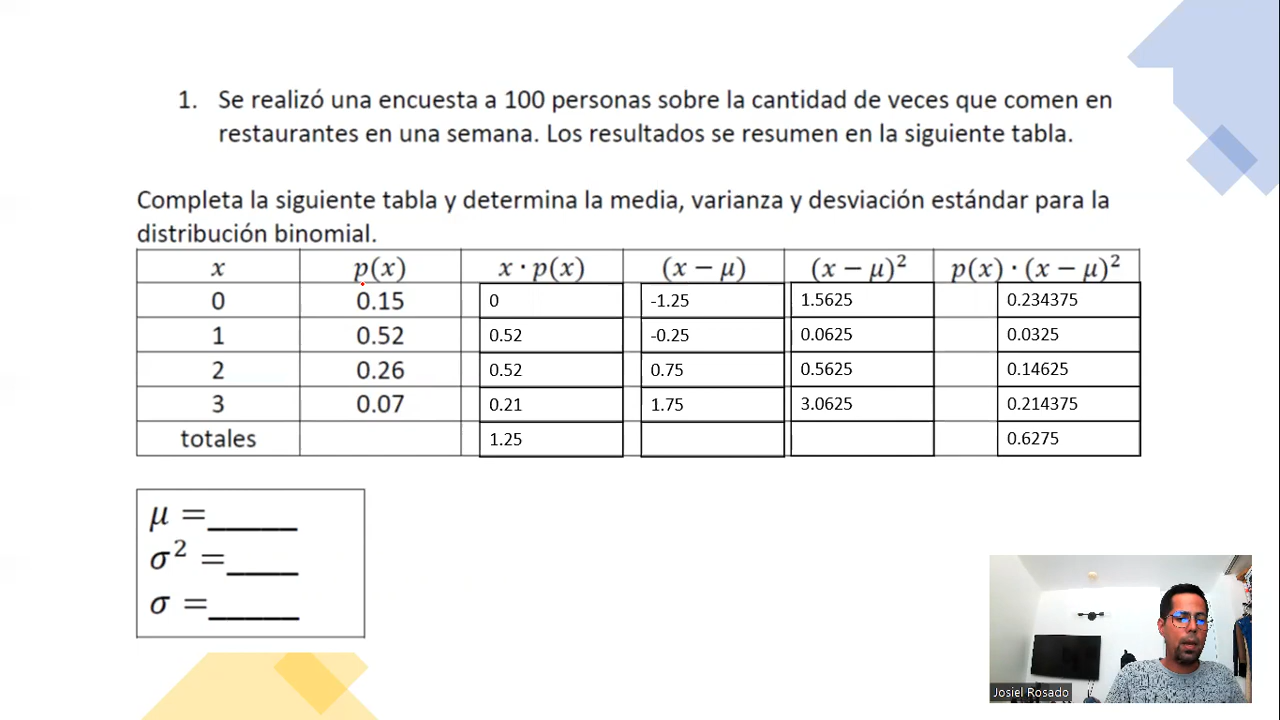 1. Se realizó una encuesta a 100 personas sobre la cantidad de veces que comen en
restaurantes en una semana. Los resultados se resumen en la siguiente tabla.
Completa la siguiente tabla y determina la media, varianza y desviación estándar para la
distribución binomial.
x p(x) x · p(x) (x − μ) (x − μ)² p(x) · (x − μ)²
0 0.15 0 -1.25 1.5625 0.234375
1 0.52 0.52 -0.25 0.0625 0.0325
2 0.26 0.52 0.75 0.5625 0.14625
3 0.07 0.21 1.75 3.0625 0.214375
totales 1.25 0.6275
μ =_____
σ² =____
σ =_____
Josiel Rosado